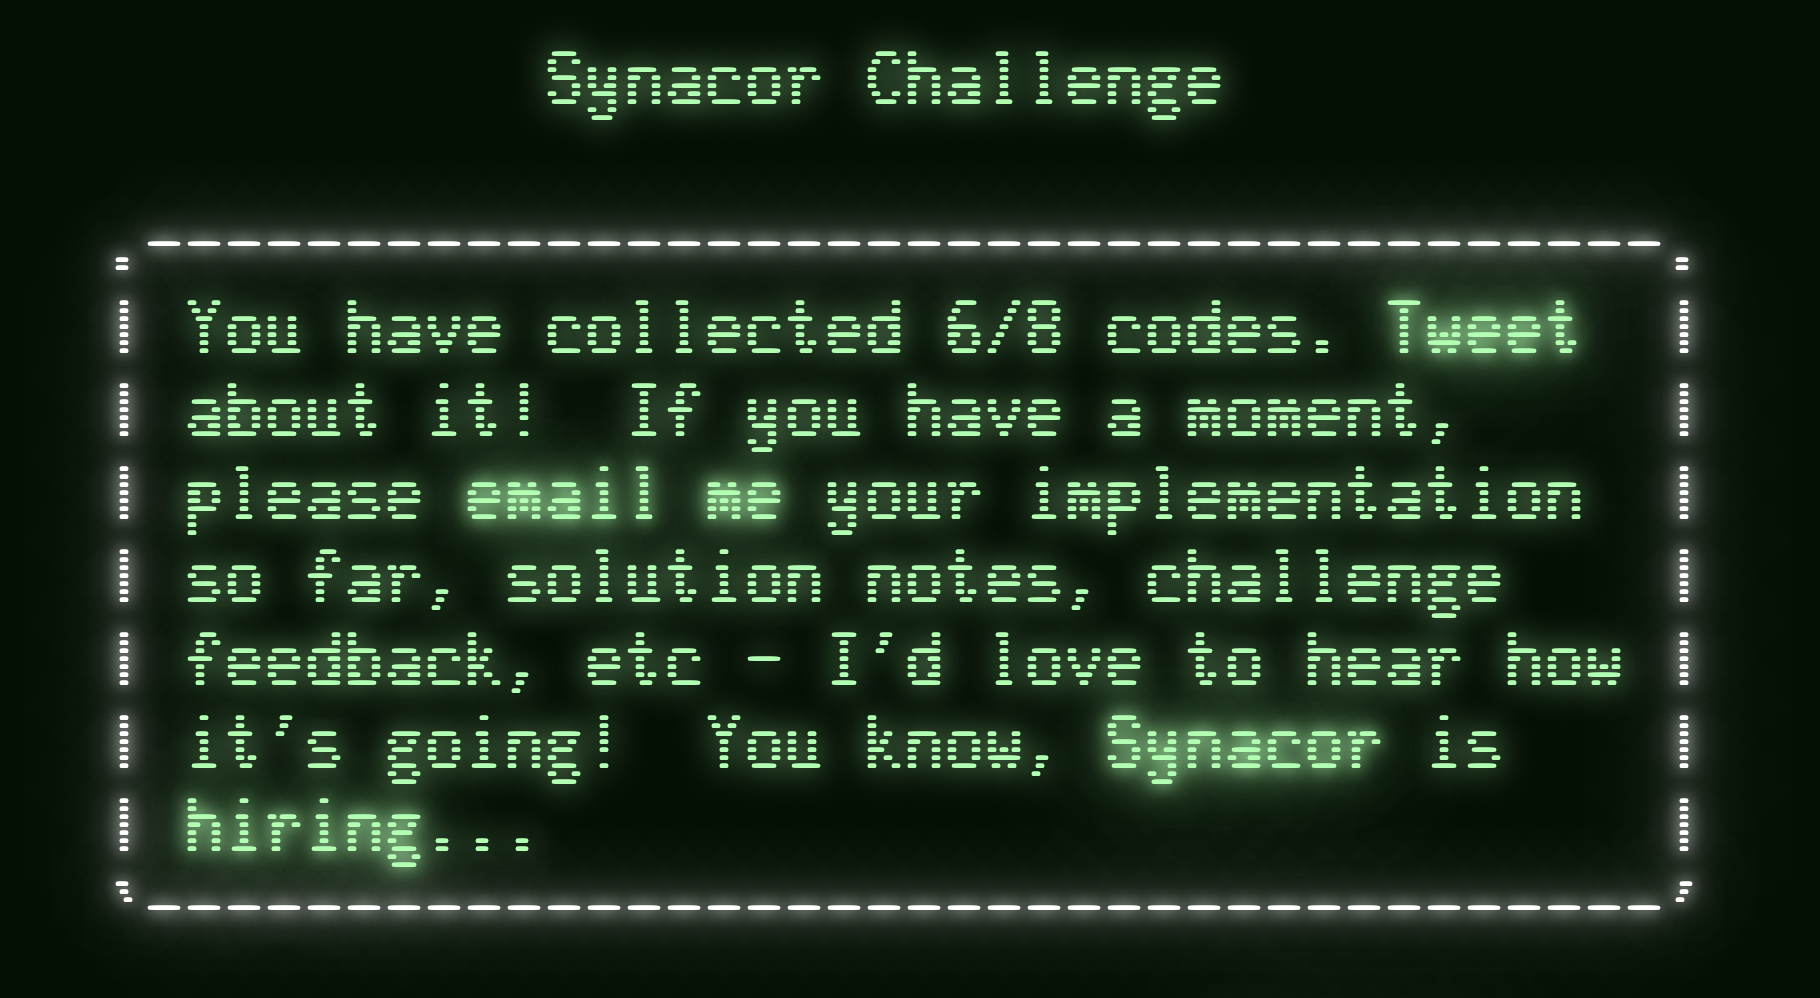 Synacor Challenge
You have collected 6/8 codes. Tweet
about it!  If you have a moment,
please email me your implementation
so far, solution notes, challenge
feedback, etc - I'd love to hear how
it's going!  You know, Synacor is
hiring...